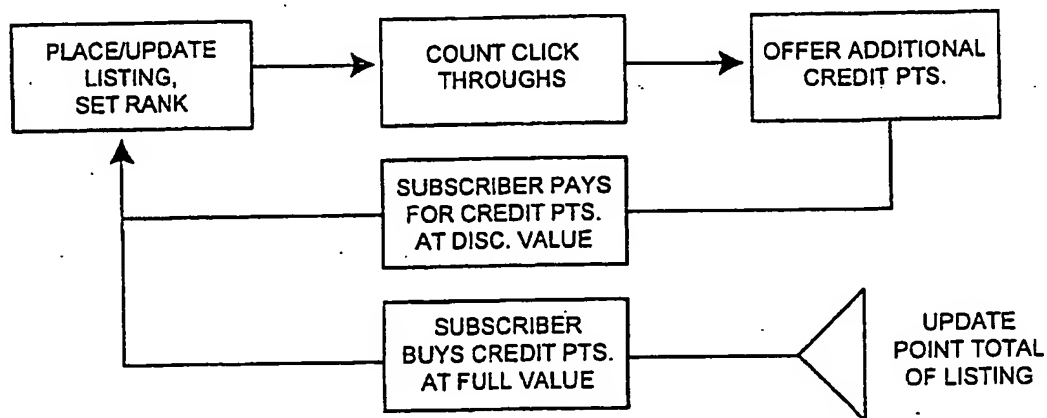 PLACE/UPDATE
LISTING,
SET RANK
COUNT CLICK
THROUGHS
OFFER ADDITIONAL
CREDIT PTS.
SUBSCRIBER PAYS
FOR CREDIT PTS.
AT DISC. VALUE
SUBSCRIBER
BUYS CREDIT PTS.
AT FULL VALUE
UPDATE
POINT TOTAL
OF LISTING